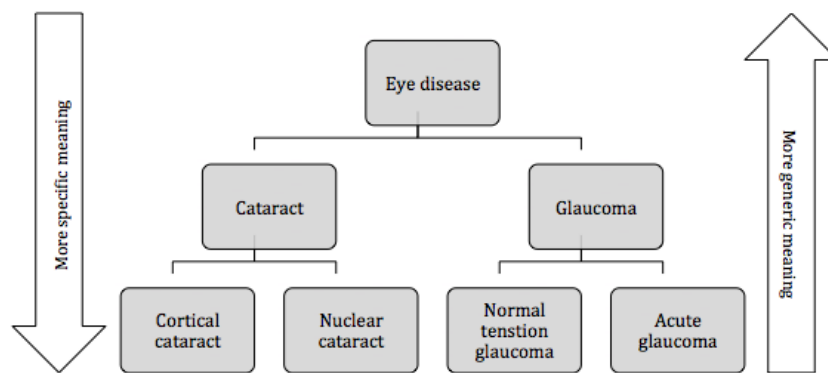 Eye disease
More specific meaning
More generic meaning
Cataract
Glaucoma
Cortical
cataract
Nuclear
cataract
Normal
tenstion
glaucoma
Acute
glaucoma